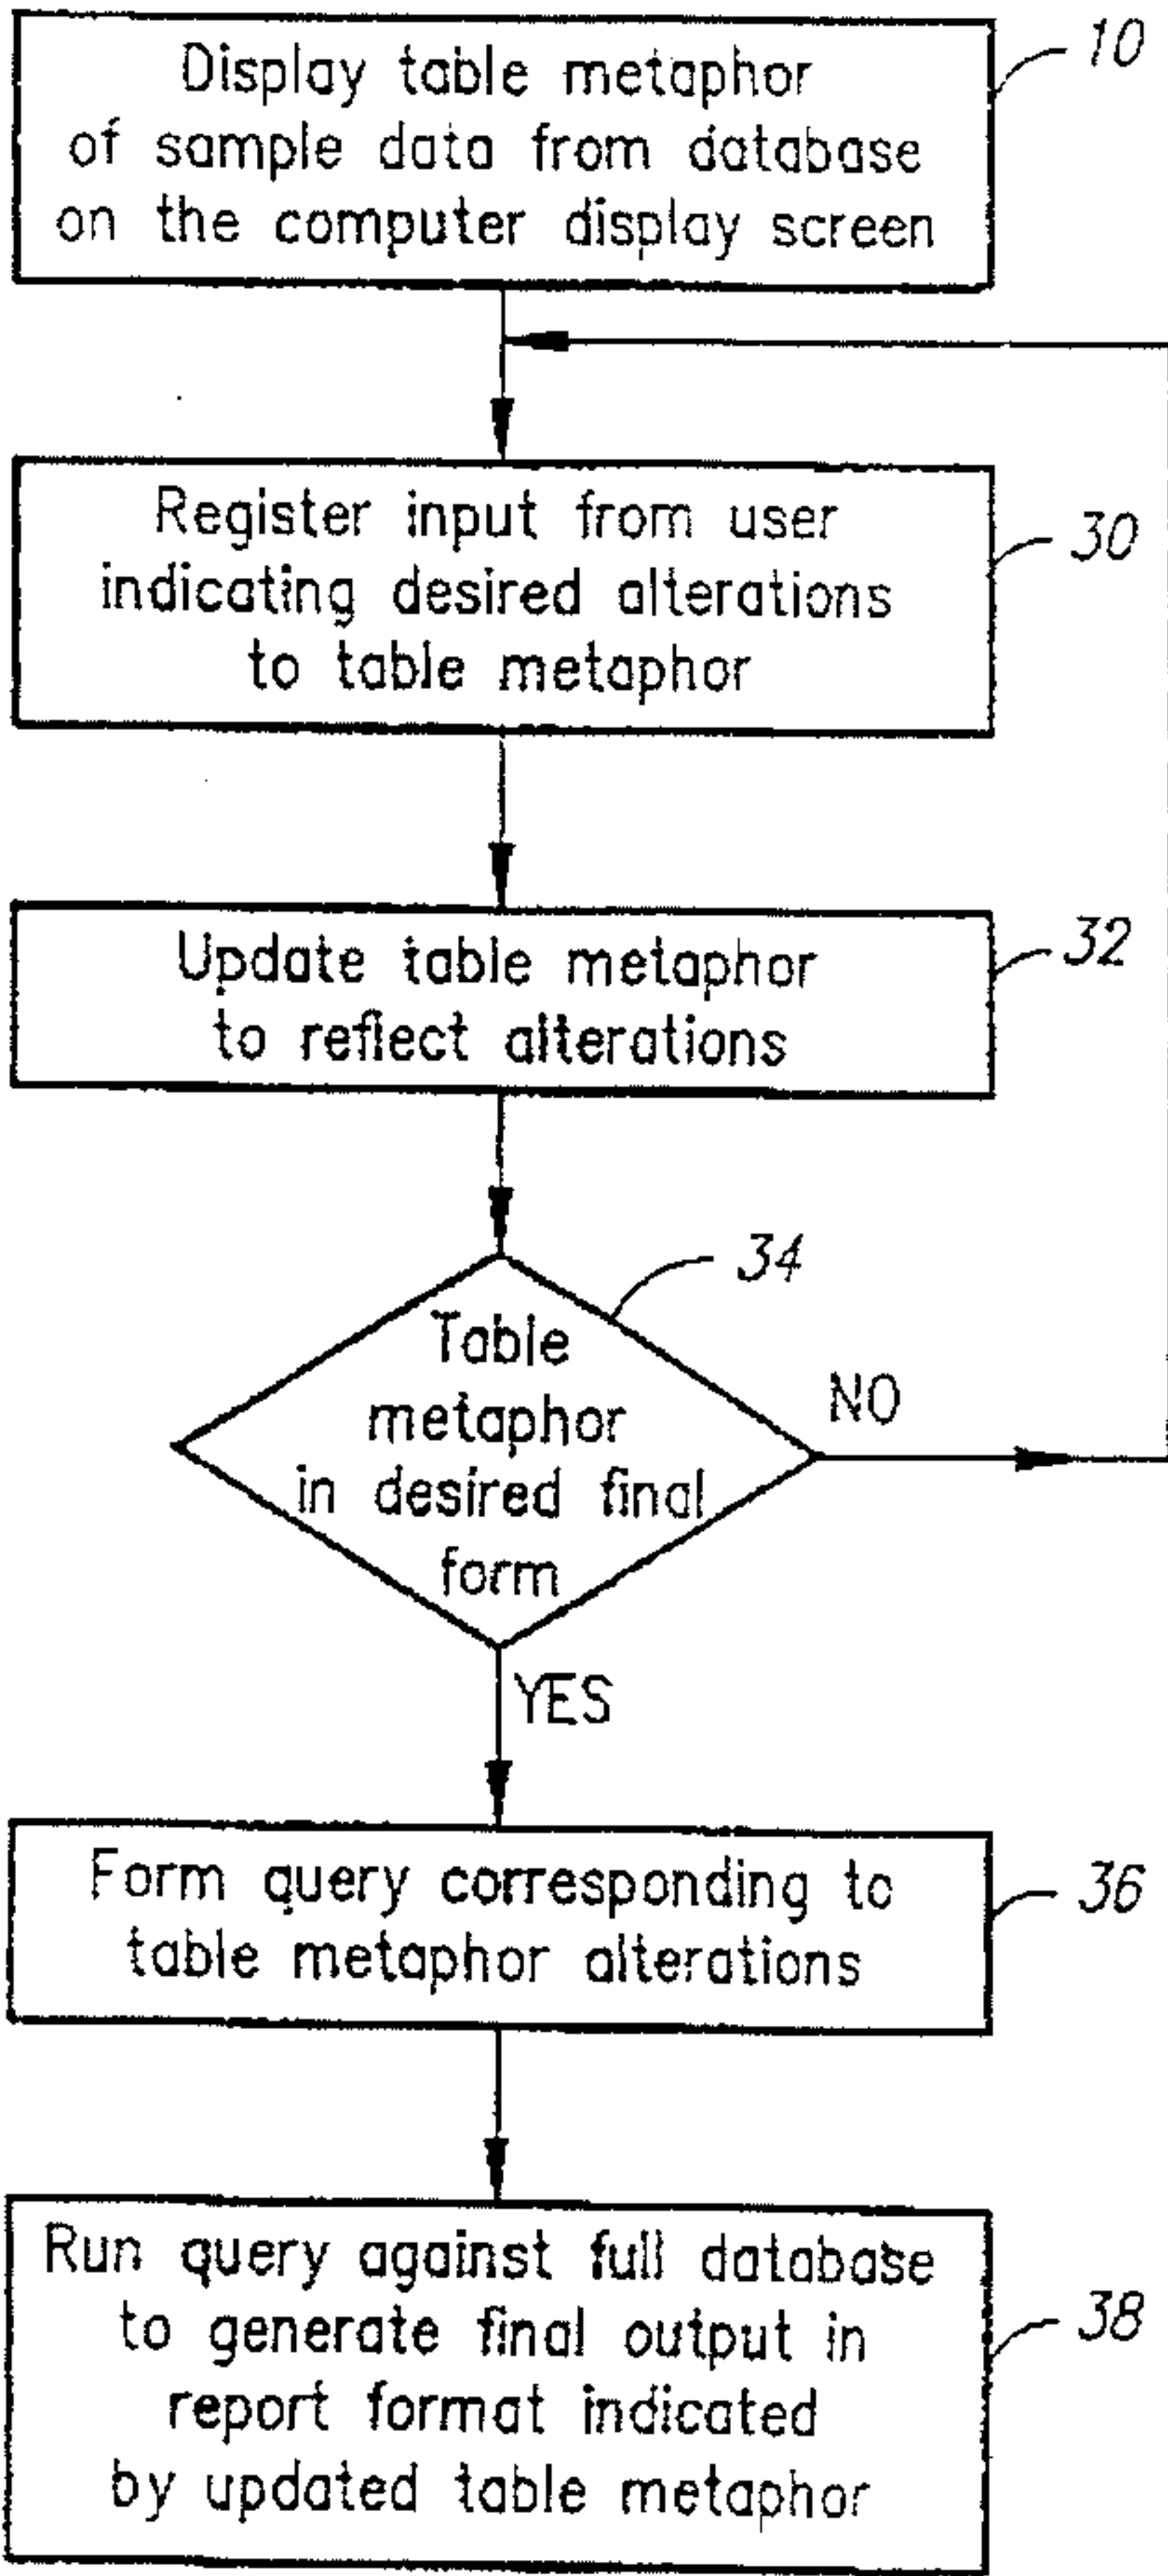 Display table metaphor
of sample data from database
on the computer display screen
10
Register input from user
indicating desired alterations
to table metaphor
30
Update table metaphor
to reflect alterations
32
34
Table
metaphor
in desired final
form
NO
YES
Form query corresponding to
table metaphor alterations
36
Run query against full database
to generate final output in
report format indicated
by updated table metaphor
38